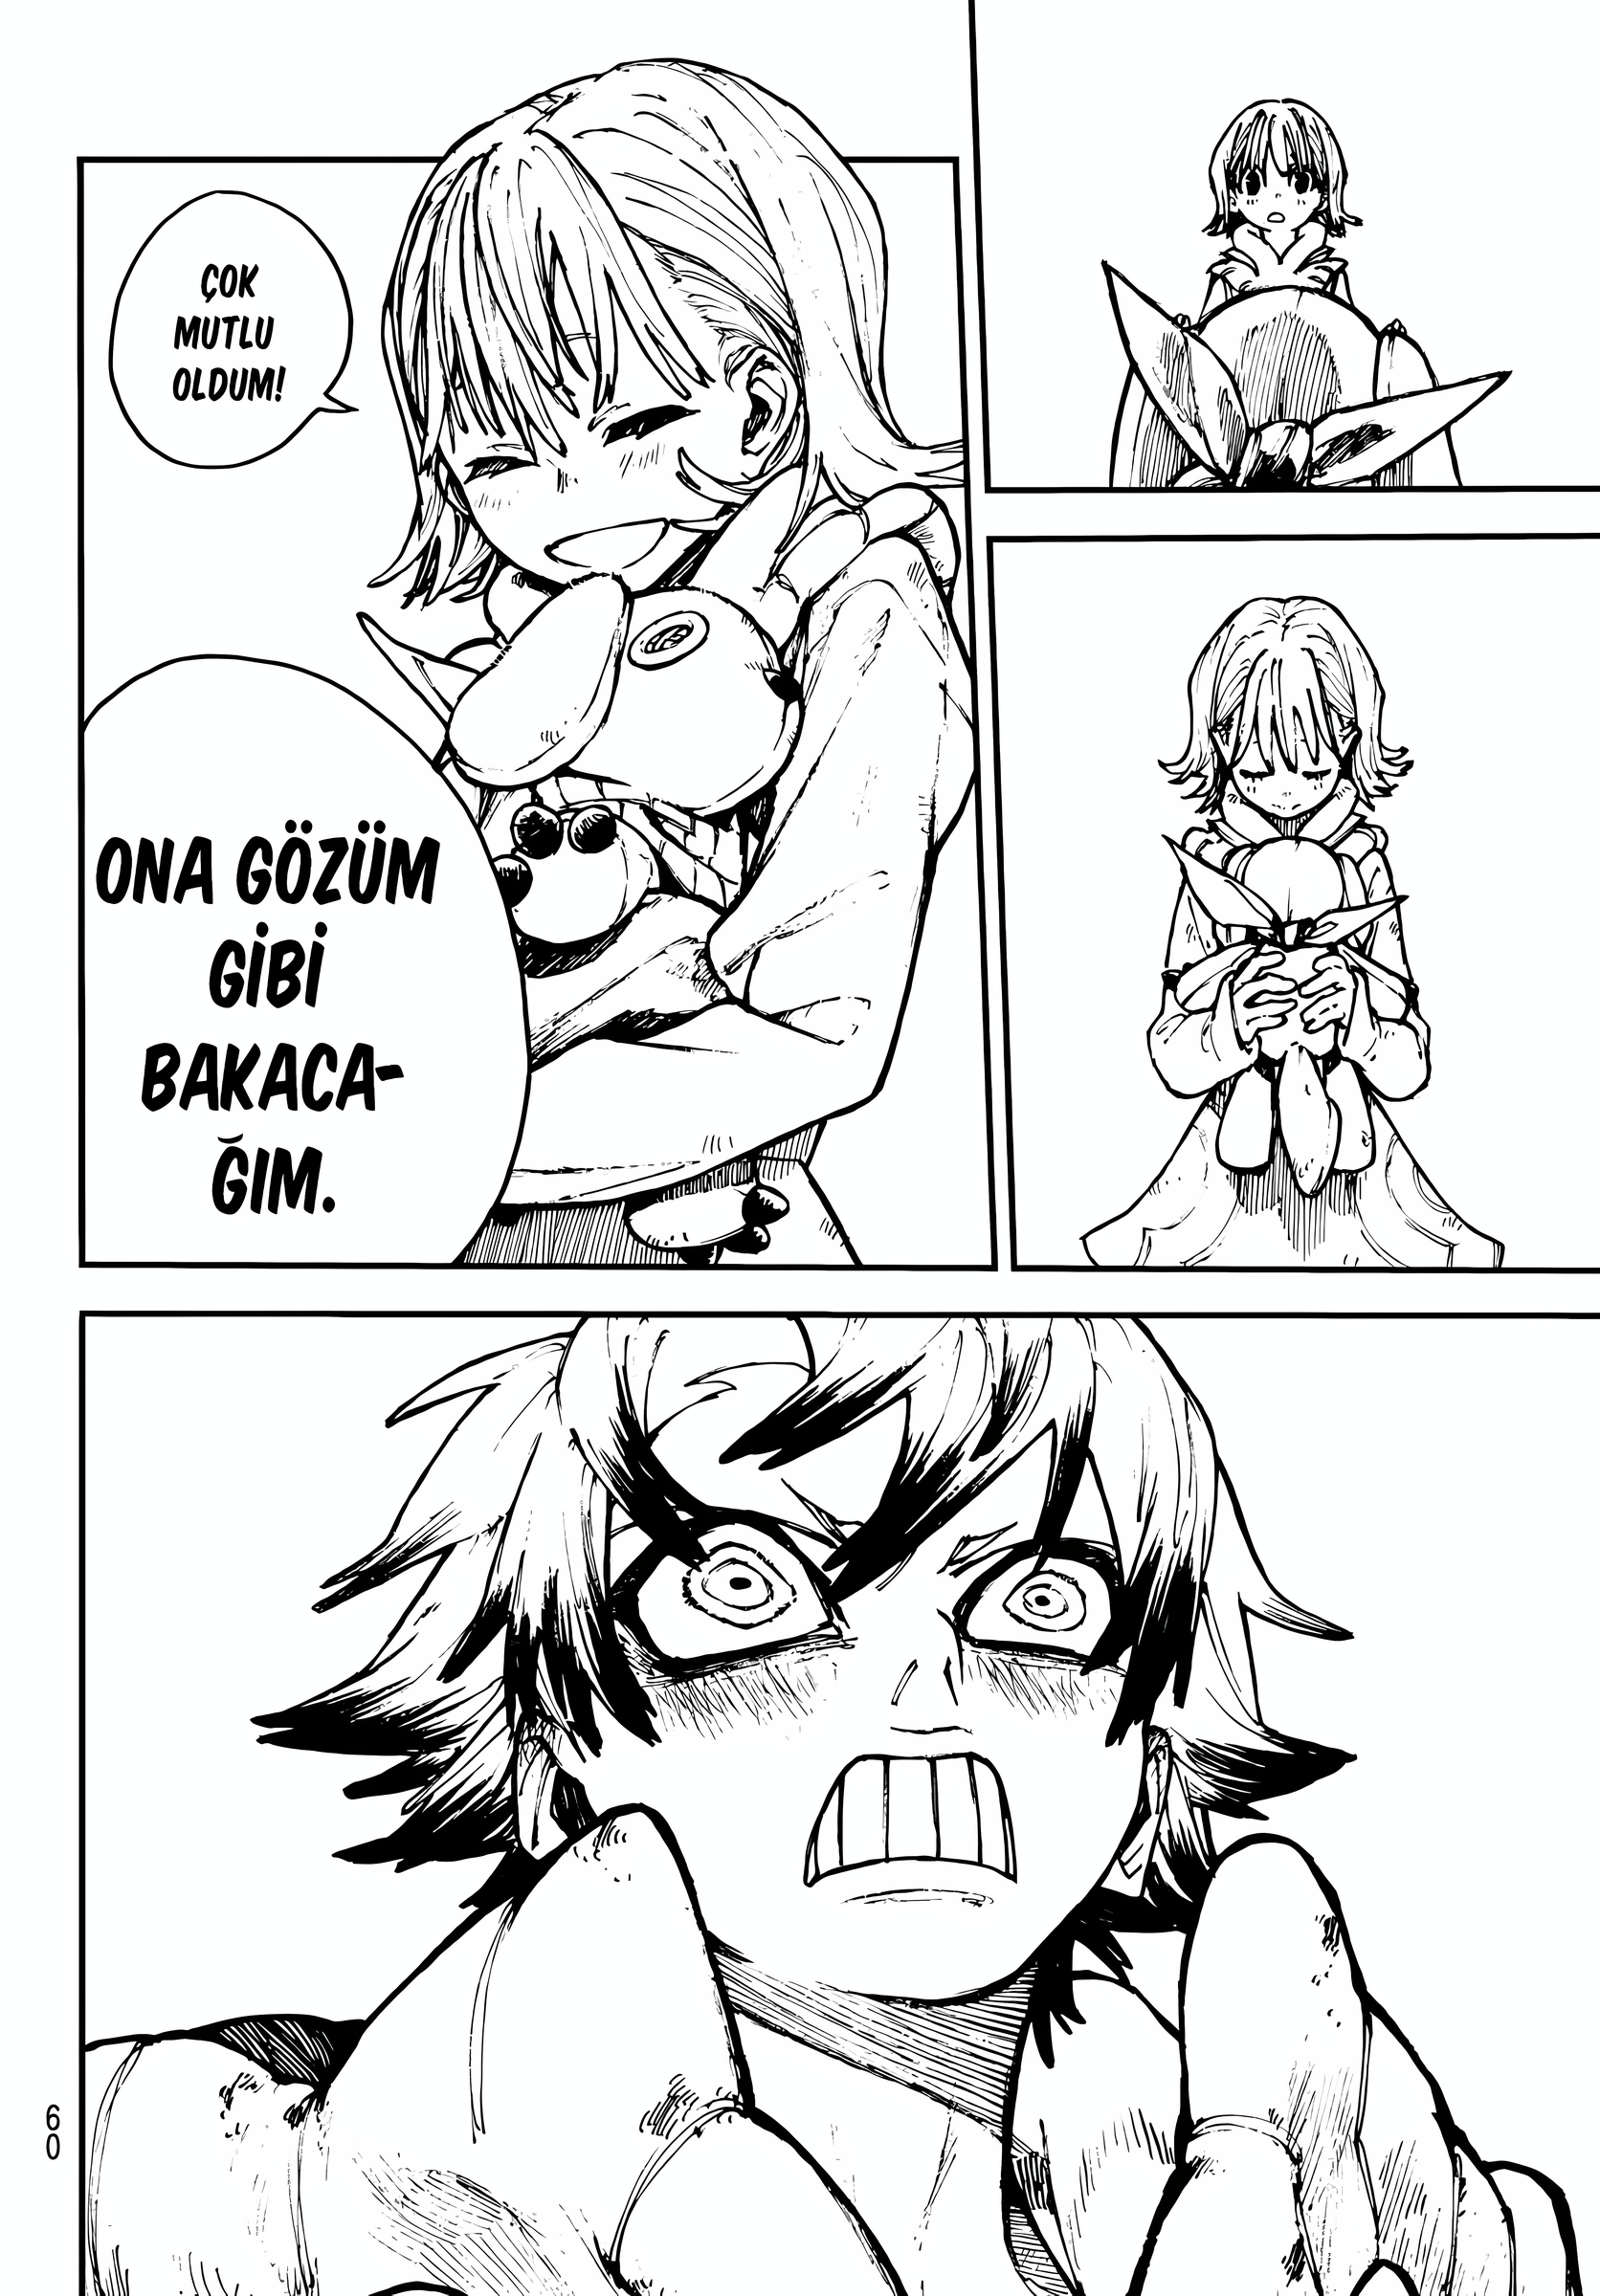 ÇOK
MUTLU
OLDUM!
ONA GÖZÜM
GİBİ
BAKACA-
ĞIM.
60